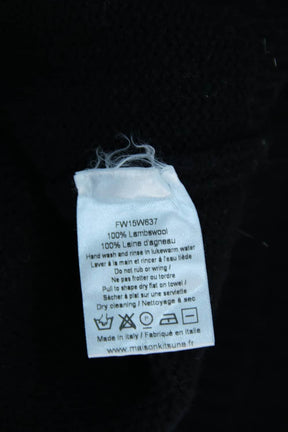 FW15W637
100% Lambswool
100% Laine d'agneau
Hand wash and rinse in lukewarm water
Laver à la main et rincer à l'eau tiède
Do not rub or wring /
Ne pas froiter ou tordre
Pull to shape dry flat on towel /
Sécher à plat sur une serviette
Dry cleaning / Nettoyage à sec
Made in Italy / Fabriqué en Italie
www.maisonkitsune.fr